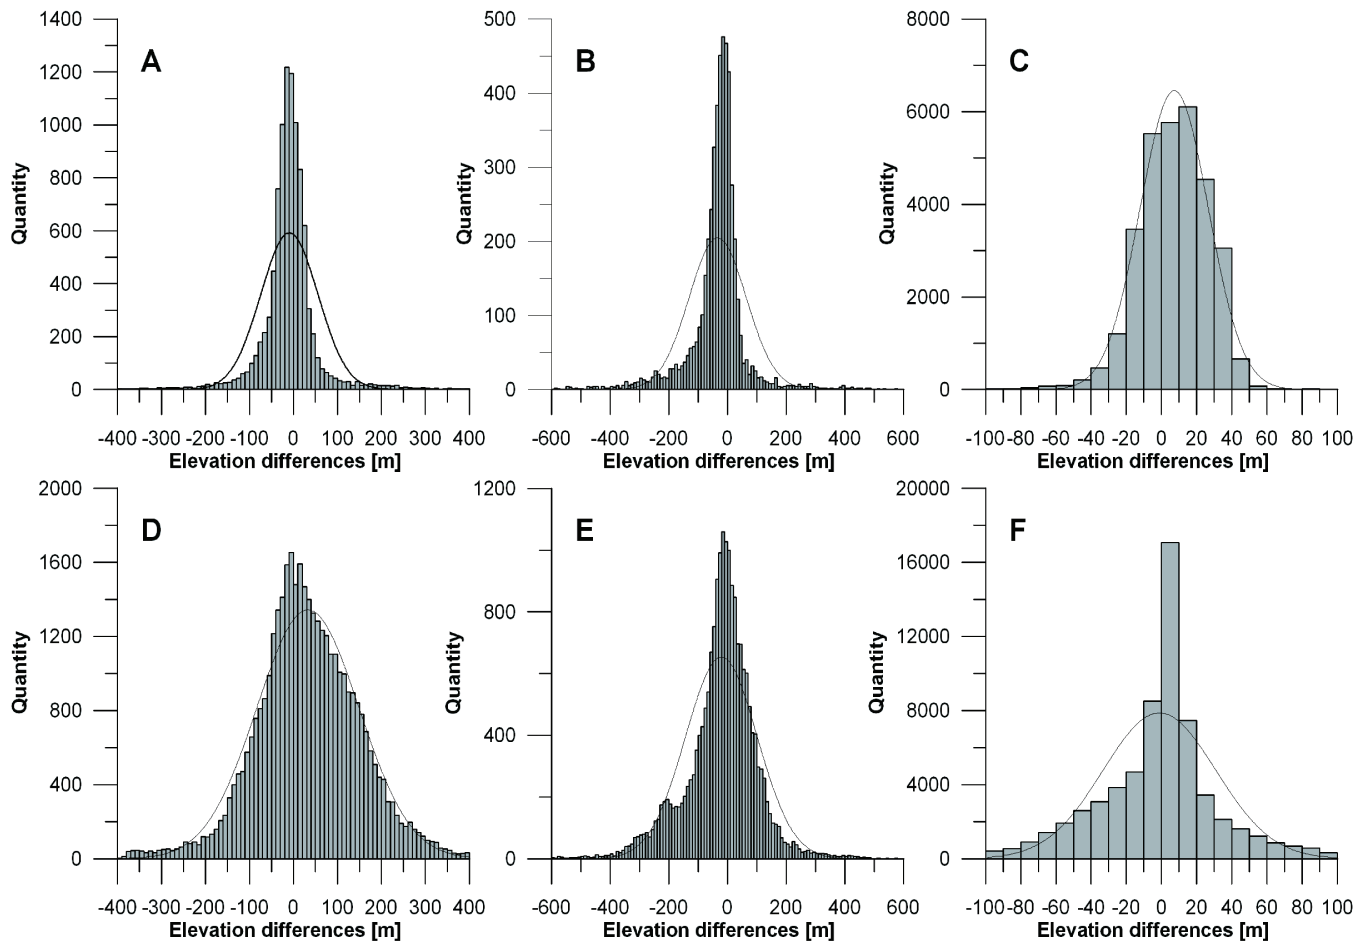 A
1400
1200
1000
800
600
400
200
0
Quantity
-400 -300 -200 -100 0 100 200 300 400
Elevation differences [m]
B
500
400
300
200
100
0
Quantity
-600 -400 -200 0 200 400 600
Elevation differences [m]
C
8000
6000
4000
2000
0
Quantity
-100 -80 -60 -40 -20 0 20 40 60 80 100
Elevation differences [m]
D
2000
1600
1200
800
400
0
Quantity
-400 -300 -200 -100 0 100 200 300 400
Elevation differences [m]
E
1200
800
400
0
Quantity
-600 -400 -200 0 200 400 600
Elevation differences [m]
F
20000
16000
12000
8000
4000
0
Quantity
-100 -80 -60 -40 -20 0 20 40 60 80 100
Elevation differences [m]